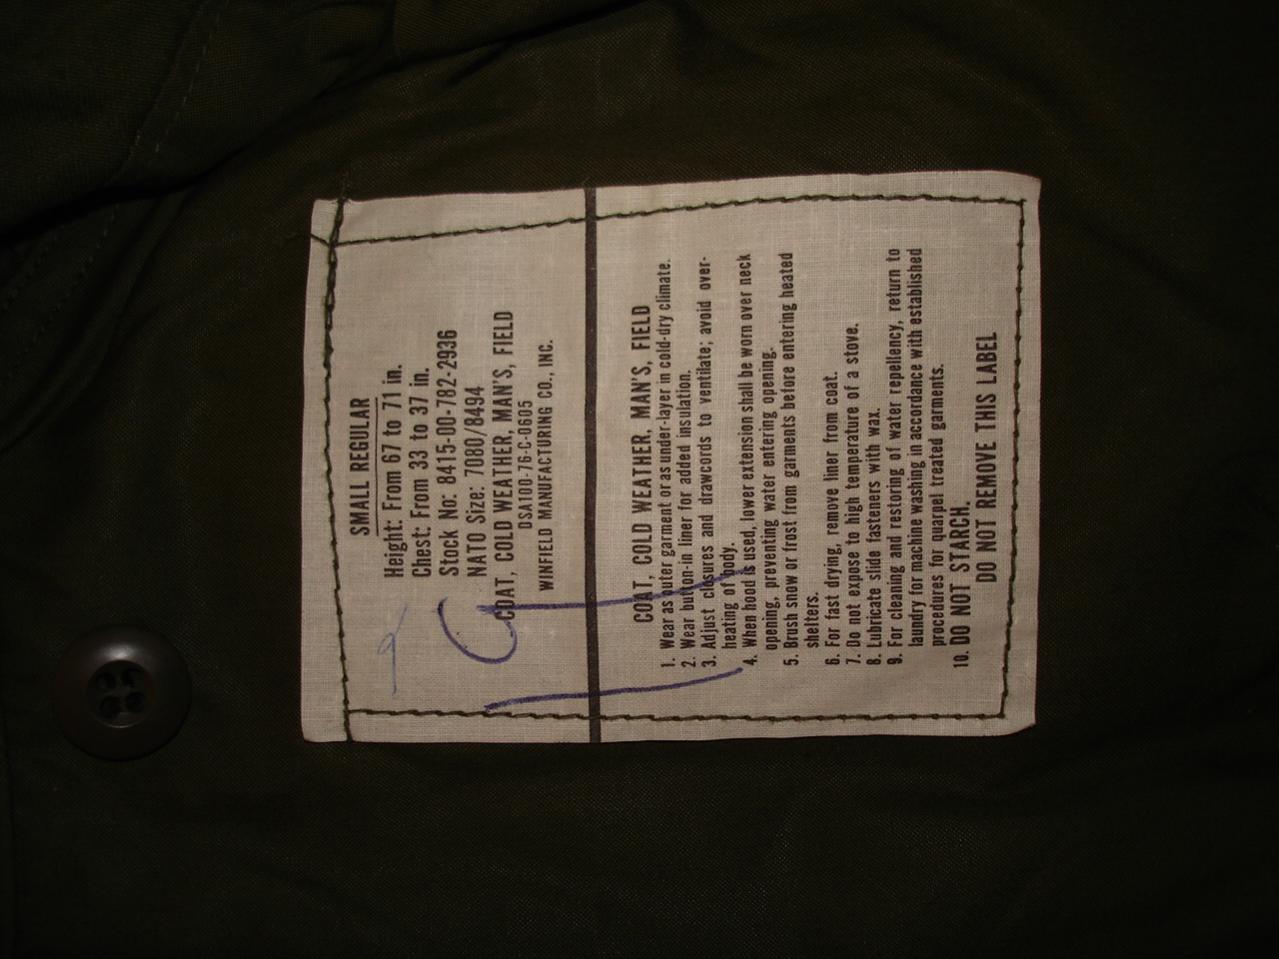 SMALL REGULAR
Height: From 67 to 71 in.
Chest: From 33 to 37 in.
Stock No: 8415-00-782-2936
NATO Size: 7080/8494
COAT, COLD WEATHER, MAN'S, FIELD
DSA100-76-C-0605
WINFIELD MANUFACTURING CO., INC.
COAT, COLD WEATHER, MAN'S, FIELD
1. Wear as outer garment or as under-layer in cold-dry climate.
2. Wear button-in liner for added insulation.
3. Adjust closures and drawcords to ventilate; avoid over-
heating of body.
4. When hood is used, lower extension shall be worn over neck
opening, preventing water entering opening.
5. Brush snow or frost from garments before entering heated
shelters.
6. For fast drying, remove liner from coat.
7. Do not expose to high temperature of a stove.
8. Lubricate slide fasteners with wax.
9. For cleaning and restoring of water repellency, return to
laundry for machine washing in accordance with established
procedures for quarpel treated garments.
10. DO NOT STARCH.
DO NOT REMOVE THIS LABEL